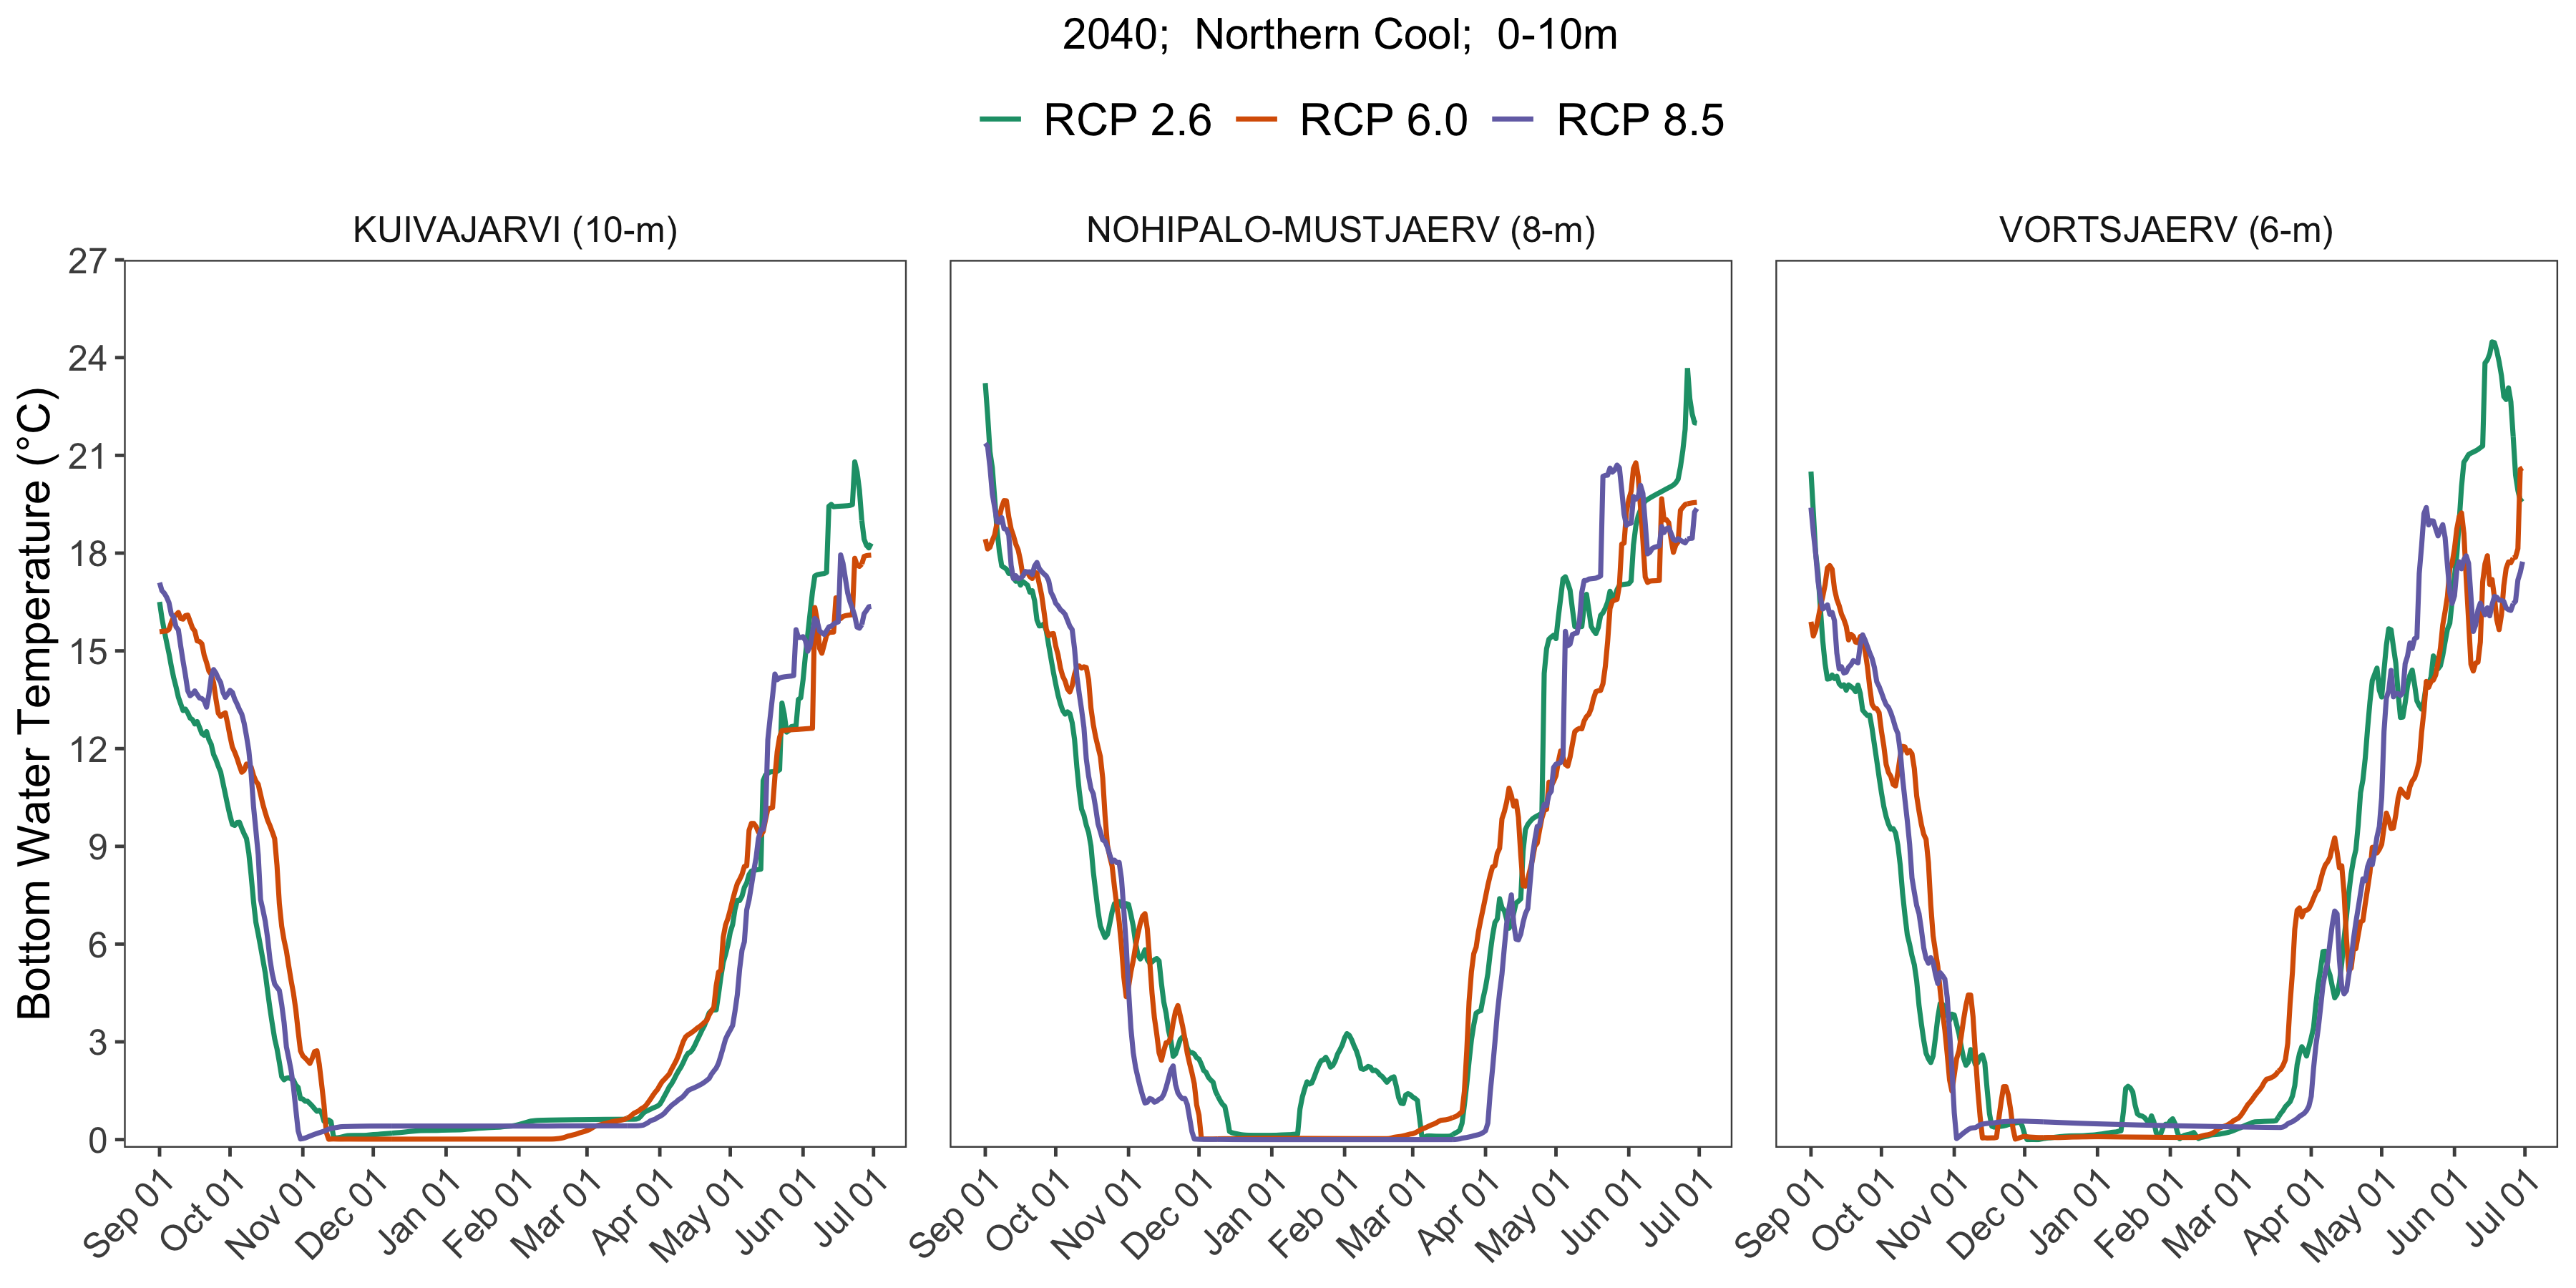 2040;  Northern Cool;  0-10m
RCP 2.6 RCP 6.0 RCP 8.5
KUIVAJARVI (10-m) NOHIPALO-MUSTJAERV (8-m) VORTSJAERV (6-m)
Bottom Water Temperature (°C)
27
24
21
18
15
12
9
6
3
0
Sep 01 Oct 01 Nov 01 Dec 01 Jan 01 Feb 01 Mar 01 Apr 01 May 01 Jun 01 Jul 01
Sep 01 Oct 01 Nov 01 Dec 01 Jan 01 Feb 01 Mar 01 Apr 01 May 01 Jun 01 Jul 01
Sep 01 Oct 01 Nov 01 Dec 01 Jan 01 Feb 01 Mar 01 Apr 01 May 01 Jun 01 Jul 01